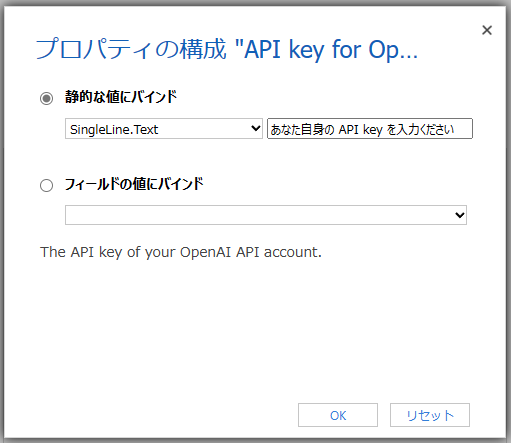 プロパティの構成 "API key for Op...
静的な値にバインド
SingleLine.Text あなた自身の API key を入力ください
フィールドの値にバインド
The API key of your OpenAI API account.
OK リセット